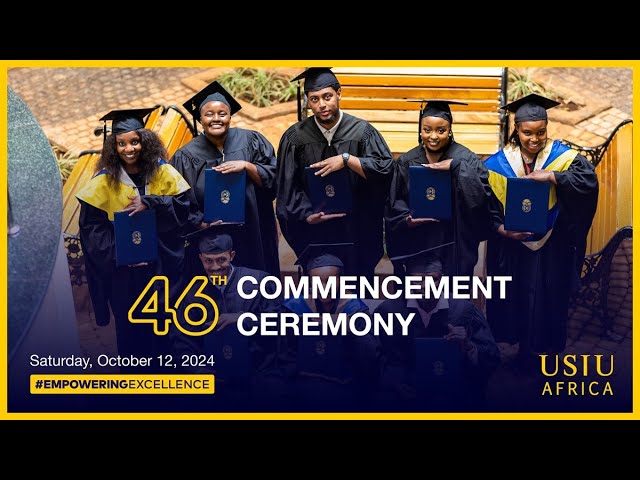 46TH COMMENCEMENT
CEREMONY
Saturday, October 12, 2024
#EMPOWERINGEXCELLENCE
USIU
AFRICA